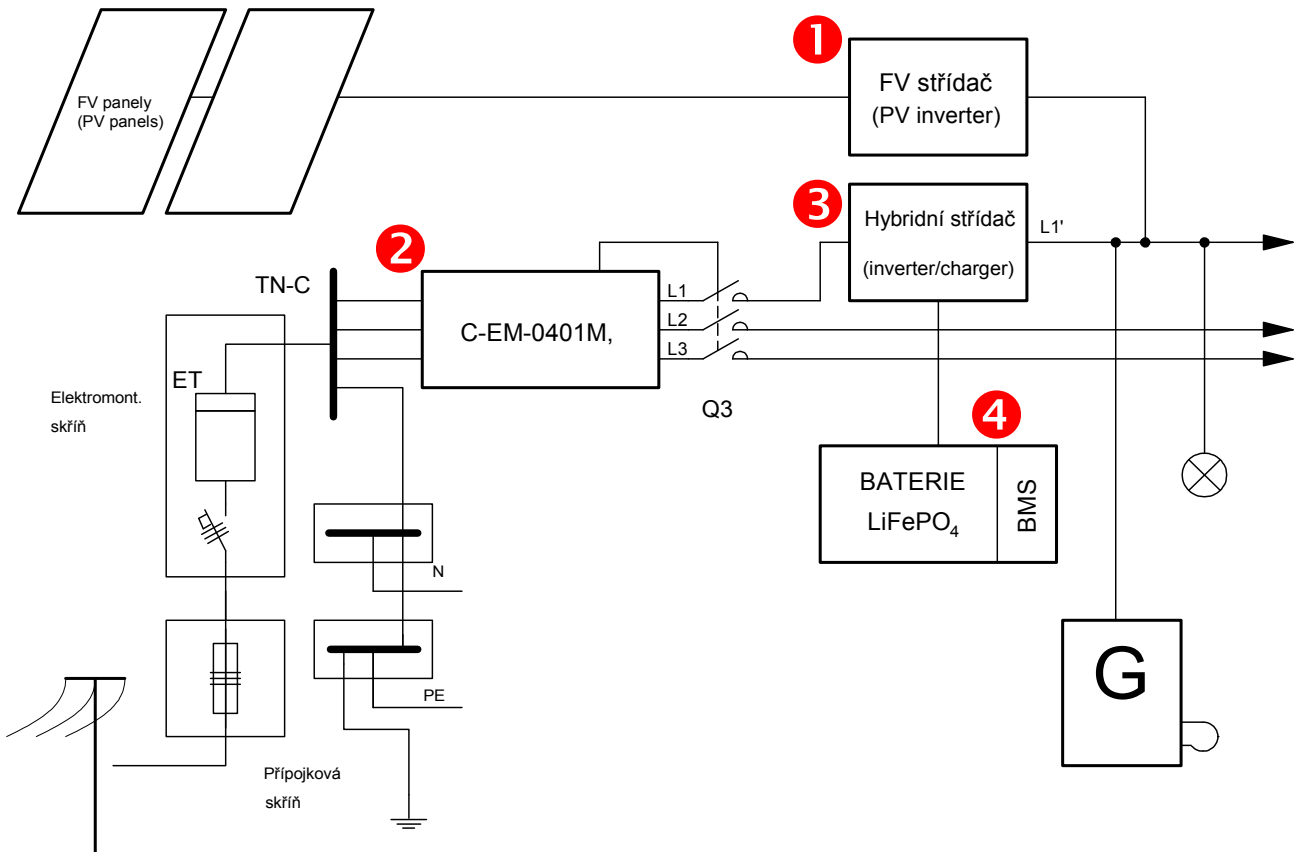 1
FV panely
(PV panels)
FV střídač
(PV inverter)
3
Hybridní střídač
(inverter/charger)
L1'
2
TN-C
C-EM-0401M,
L1
L2
L3
Q3
ET
Elektromont.
skříň
4
BATERIE
LiFePO₄
BMS
N
PE
G
Přípojková
skříň